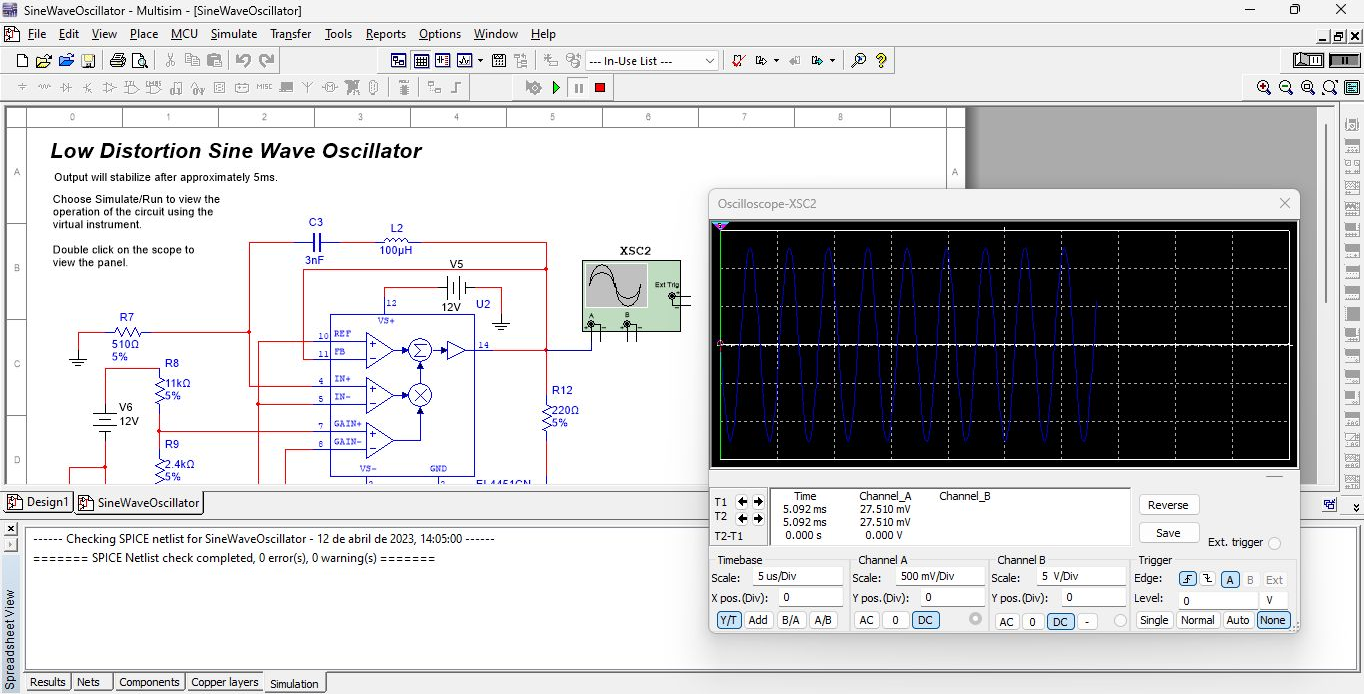 SineWaveOscillator - Multisim - [SineWaveOscillator]
File Edit View Place MCU Simulate Transfer Tools Reports Options Window Help
--- In-Use List ---
MISC
0 1 2 3 4 5 6 7 8
Low Distortion Sine Wave Oscillator
A
A
Output will stabilize after approximately 5ms.
Choose Simulate/Run to view the
operation of the circuit using the
virtual instrument.
Double click on the scope to
view the panel.
B
C
D
C3
3nF
L2
100µH
V5
12V
U2
12
VS+
R7
510Ω
5%
R8
11kΩ
5%
V6
12V
R9
2.4kΩ
5%
10 REF
11 FB
4 IN+
5 IN-
7 GAIN+
8 GAIN-
14
VS- GND
EL4451CN
R12
220Ω
5%
XSC2
Ext Trig
A B
Oscilloscope-XSC2
T1
T2
T2-T1
Time Channel_A Channel_B
5.092 ms 27.510 mV
5.092 ms 27.510 mV
0.000 s 0.000 V
Reverse
Save
Ext. trigger
Timebase
Scale: 5 us/Div
X pos.(Div): 0
Y/T Add B/A A/B
Channel A
Scale: 500 mV/Div
Y pos.(Div): 0
AC 0 DC
Channel B
Scale: 5 V/Div
Y pos.(Div): 0
AC 0 DC -
Trigger
Edge: A B Ext
Level: 0 V
Single Normal Auto None
Design1 SineWaveOscillator
------ Checking SPICE netlist for SineWaveOscillator - 12 de abril de 2023, 14:05:00 ------
======= SPICE Netlist check completed, 0 error(s), 0 warning(s) =======
Spreadsheet View
Results Nets Components Copper layers Simulation